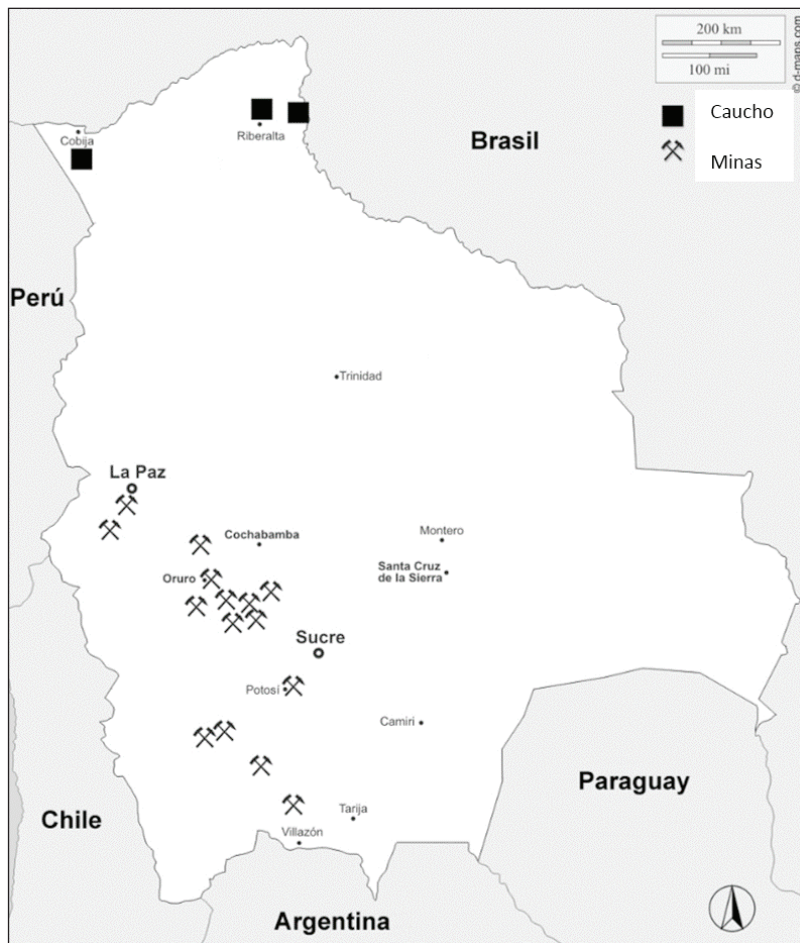 200 km
100 mi
© d-maps.com
Caucho
Minas
Brasil
Cobija
Riberalta
Perú
Trinidad
La Paz
Cochabamba
Montero
Oruro
Santa Cruz
de la Sierra
Sucre
Potosí
Camiri
Paraguay
Chile
Tarija
Villazón
Argentina